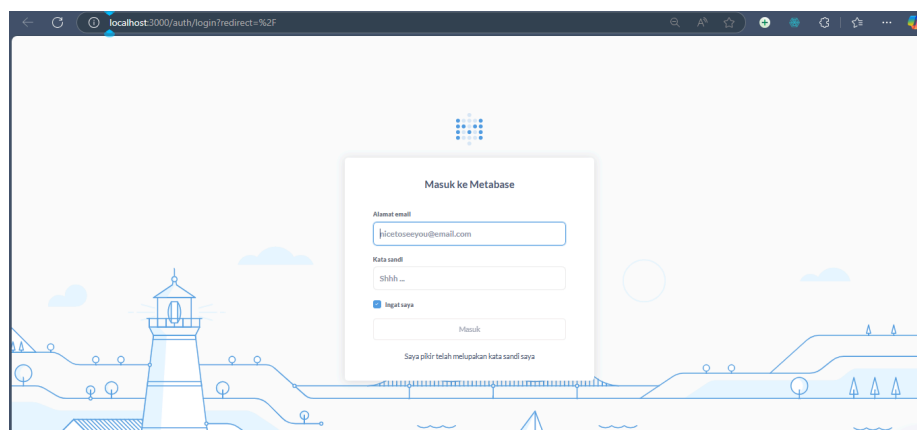 localhost:3000/auth/login?redirect=%2F
Masuk ke Metabase
Alamat email
nicetoseeyou@email.com
Kata sandi
Shhh ...
Ingat saya
Masuk
Saya pikir telah melupakan kata sandi saya